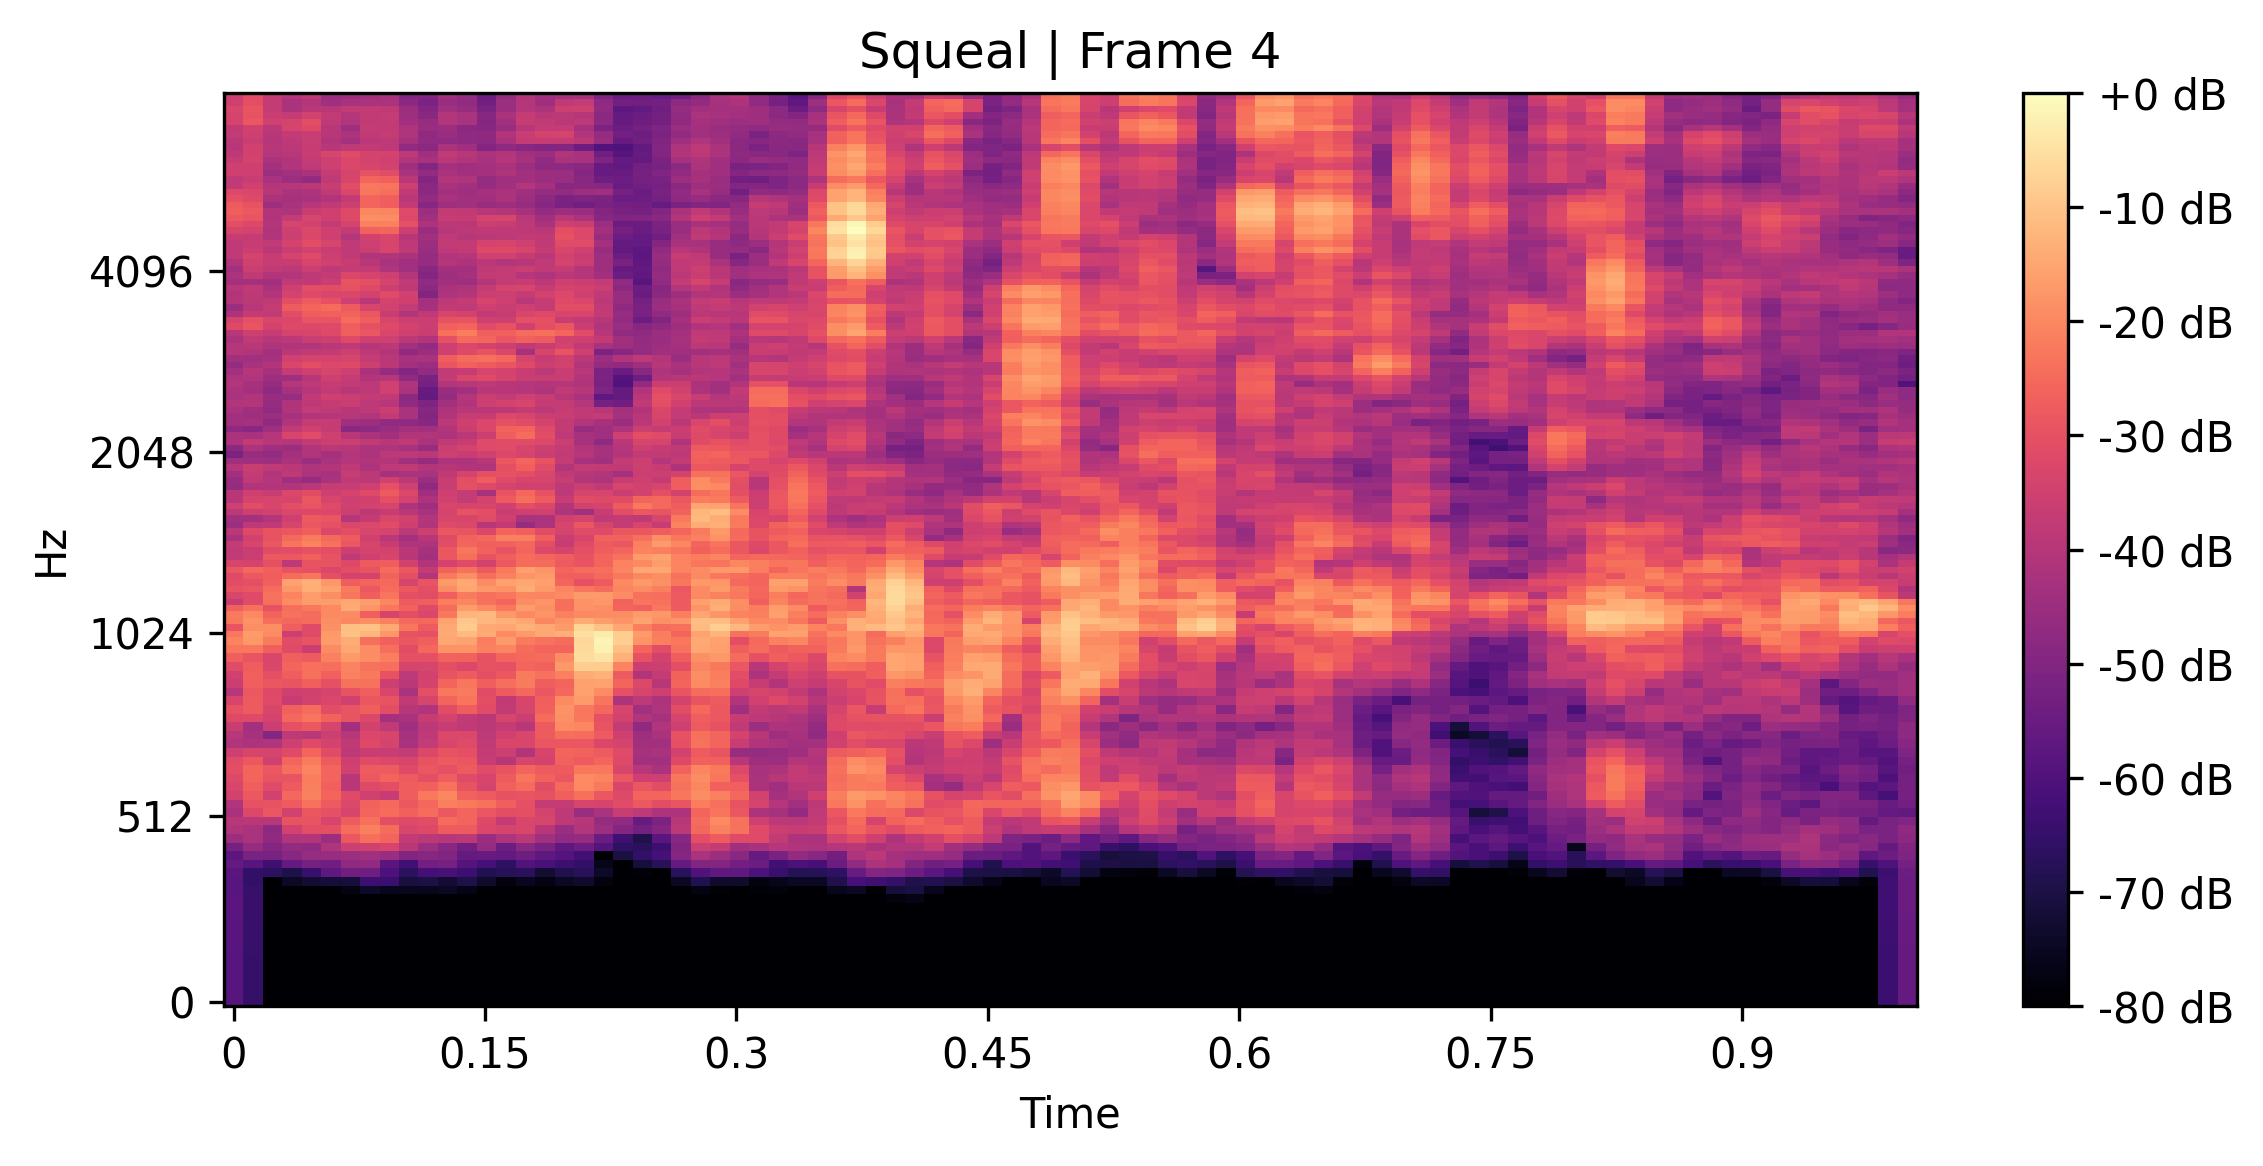 Squeal | Frame 4
+0 dB
-10 dB
-20 dB
-30 dB
-40 dB
-50 dB
-60 dB
-70 dB
-80 dB
Hz
4096
2048
1024
512
0
0 0.15 0.3 0.45 0.6 0.75 0.9
Time